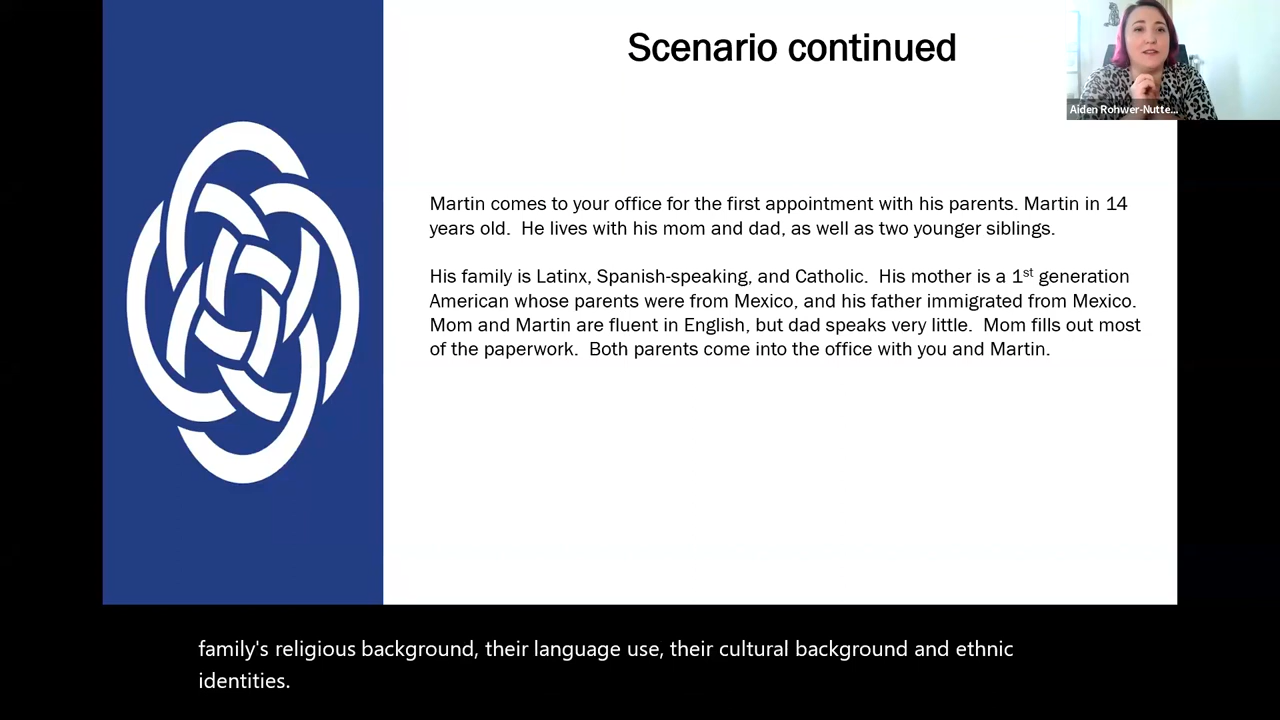 Scenario continued
Aiden Rohwer-Nutte...
Martin comes to your office for the first appointment with his parents. Martin in 14
years old.  He lives with his mom and dad, as well as two younger siblings.
His family is Latinx, Spanish-speaking, and Catholic.  His mother is a 1st generation
American whose parents were from Mexico, and his father immigrated from Mexico.
Mom and Martin are fluent in English, but dad speaks very little.  Mom fills out most
of the paperwork.  Both parents come into the office with you and Martin.
family's religious background, their language use, their cultural background and ethnic
identities.